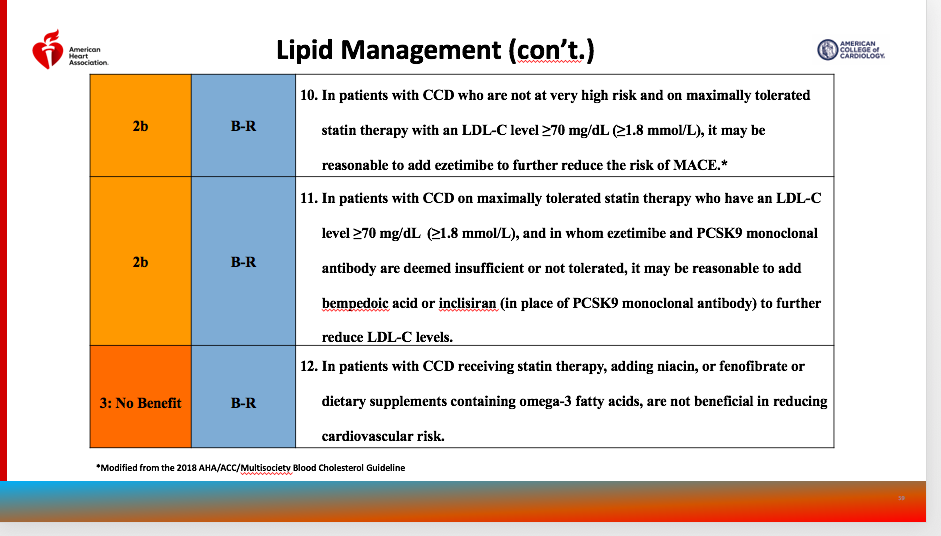 American
Heart
Association.
Lipid Management (con’t.)
AMERICAN
COLLEGE of
CARDIOLOGY.
2b
B-R
10. In patients with CCD who are not at very high risk and on maximally tolerated
statin therapy with an LDL-C level ≥70 mg/dL (≥1.8 mmol/L), it may be
reasonable to add ezetimibe to further reduce the risk of MACE.*
2b
B-R
11. In patients with CCD on maximally tolerated statin therapy who have an LDL-C
level ≥70 mg/dL (≥1.8 mmol/L), and in whom ezetimibe and PCSK9 monoclonal
antibody are deemed insufficient or not tolerated, it may be reasonable to add
bempedoic acid or inclisiran (in place of PCSK9 monoclonal antibody) to further
reduce LDL-C levels.
3: No Benefit
B-R
12. In patients with CCD receiving statin therapy, adding niacin, or fenofibrate or
dietary supplements containing omega-3 fatty acids, are not beneficial in reducing
cardiovascular risk.
*Modified from the 2018 AHA/ACC/Multisociety Blood Cholesterol Guideline